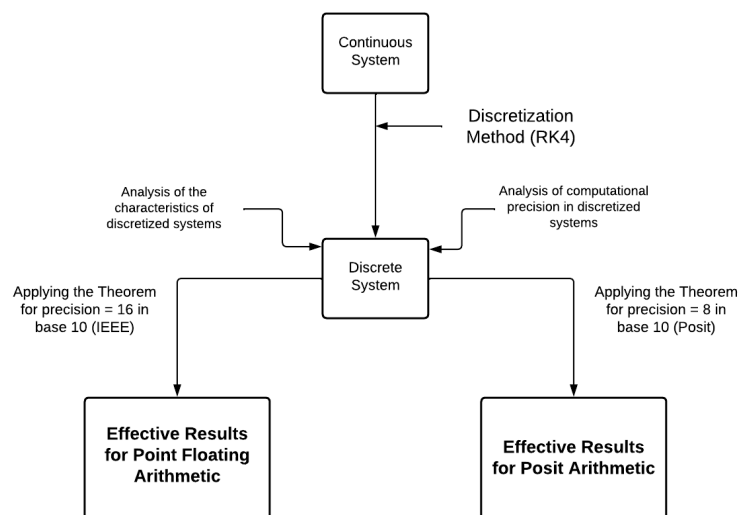 Continuous
System
Discretization
Method (RK4)
Analysis of the
characteristics of
discretized systems
Analysis of computational
precision in discretized
systems
Discrete
System
Applying the Theorem
for precision = 16 in
base 10 (IEEE)
Applying the Theorem
for precision = 8 in
base 10 (Posit)
Effective Results
for Point Floating
Arithmetic
Effective Results
for Posit Arithmetic